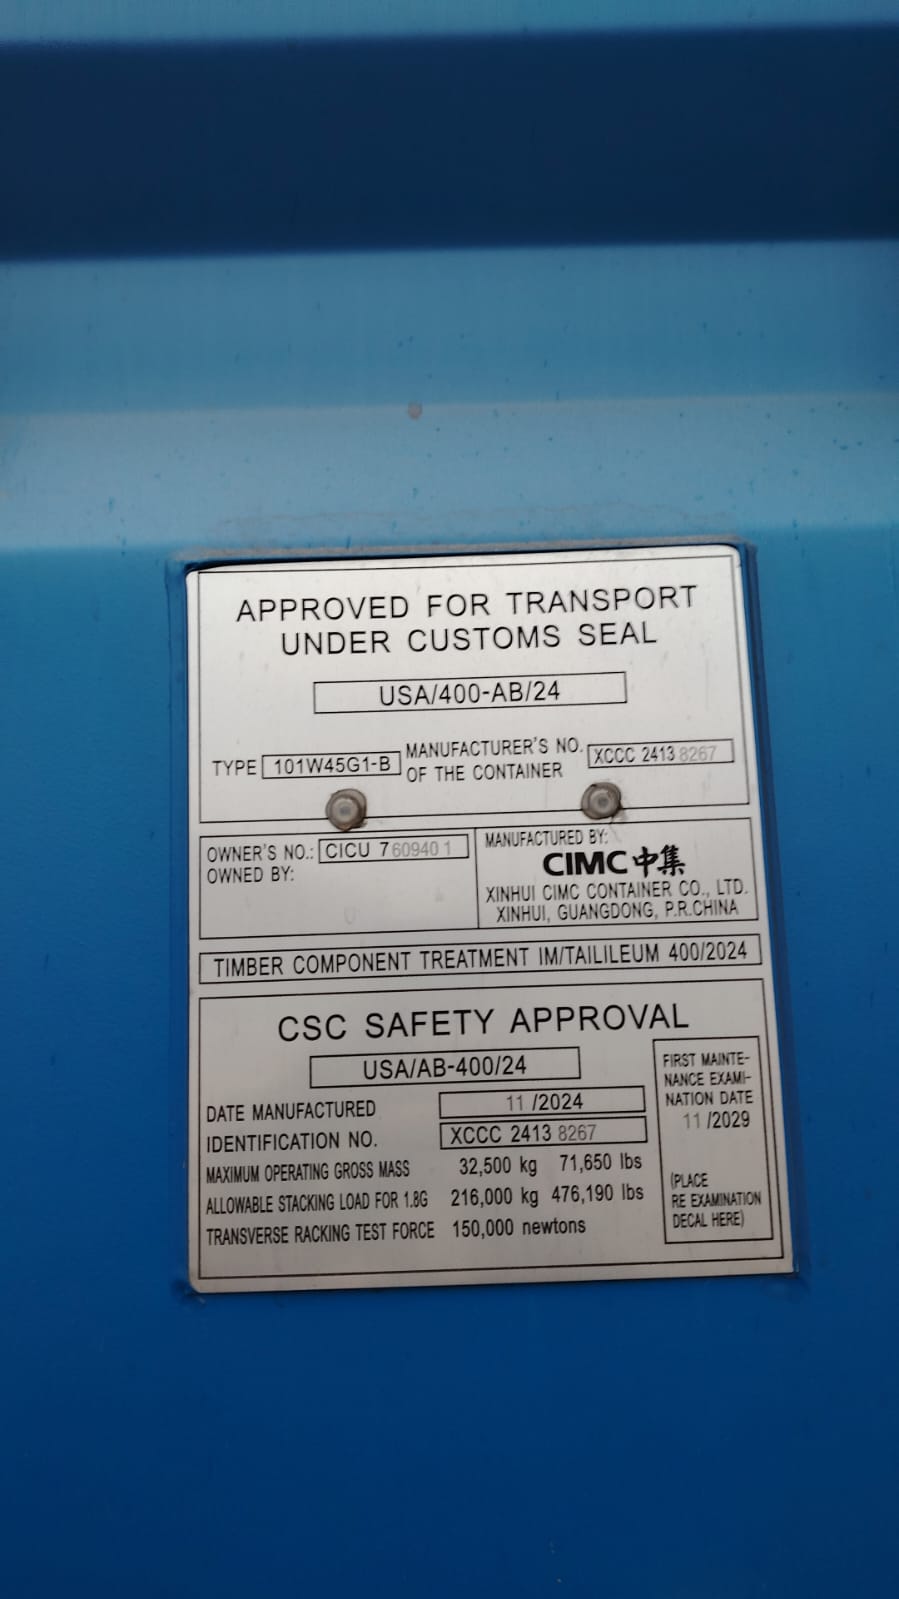 APPROVED FOR TRANSPORT
UNDER CUSTOMS SEAL
USA/400-AB/24
TYPE 101W45G1-B MANUFACTURER'S NO. OF THE CONTAINER XCCC 2413 8267
OWNER'S NO.: CICU 7609401
OWNED BY:
MANUFACTURED BY:
CIMC 中集
XINHUI CIMC CONTAINER CO., LTD.
XINHUI, GUANGDONG, P.R.CHINA
TIMBER COMPONENT TREATMENT IM/TAILILEUM 400/2024
CSC SAFETY APPROVAL
USA/AB-400/24
DATE MANUFACTURED 11 /2024
IDENTIFICATION NO. XCCC 2413 8267
MAXIMUM OPERATING GROSS MASS 32,500 kg 71,650 lbs
ALLOWABLE STACKING LOAD FOR 1.8G 216,000 kg 476,190 lbs
TRANSVERSE RACKING TEST FORCE 150,000 newtons
FIRST MAINTE-
NANCE EXAMI-
NATION DATE
11 /2029
(PLACE
RE EXAMINATION
DECAL HERE)